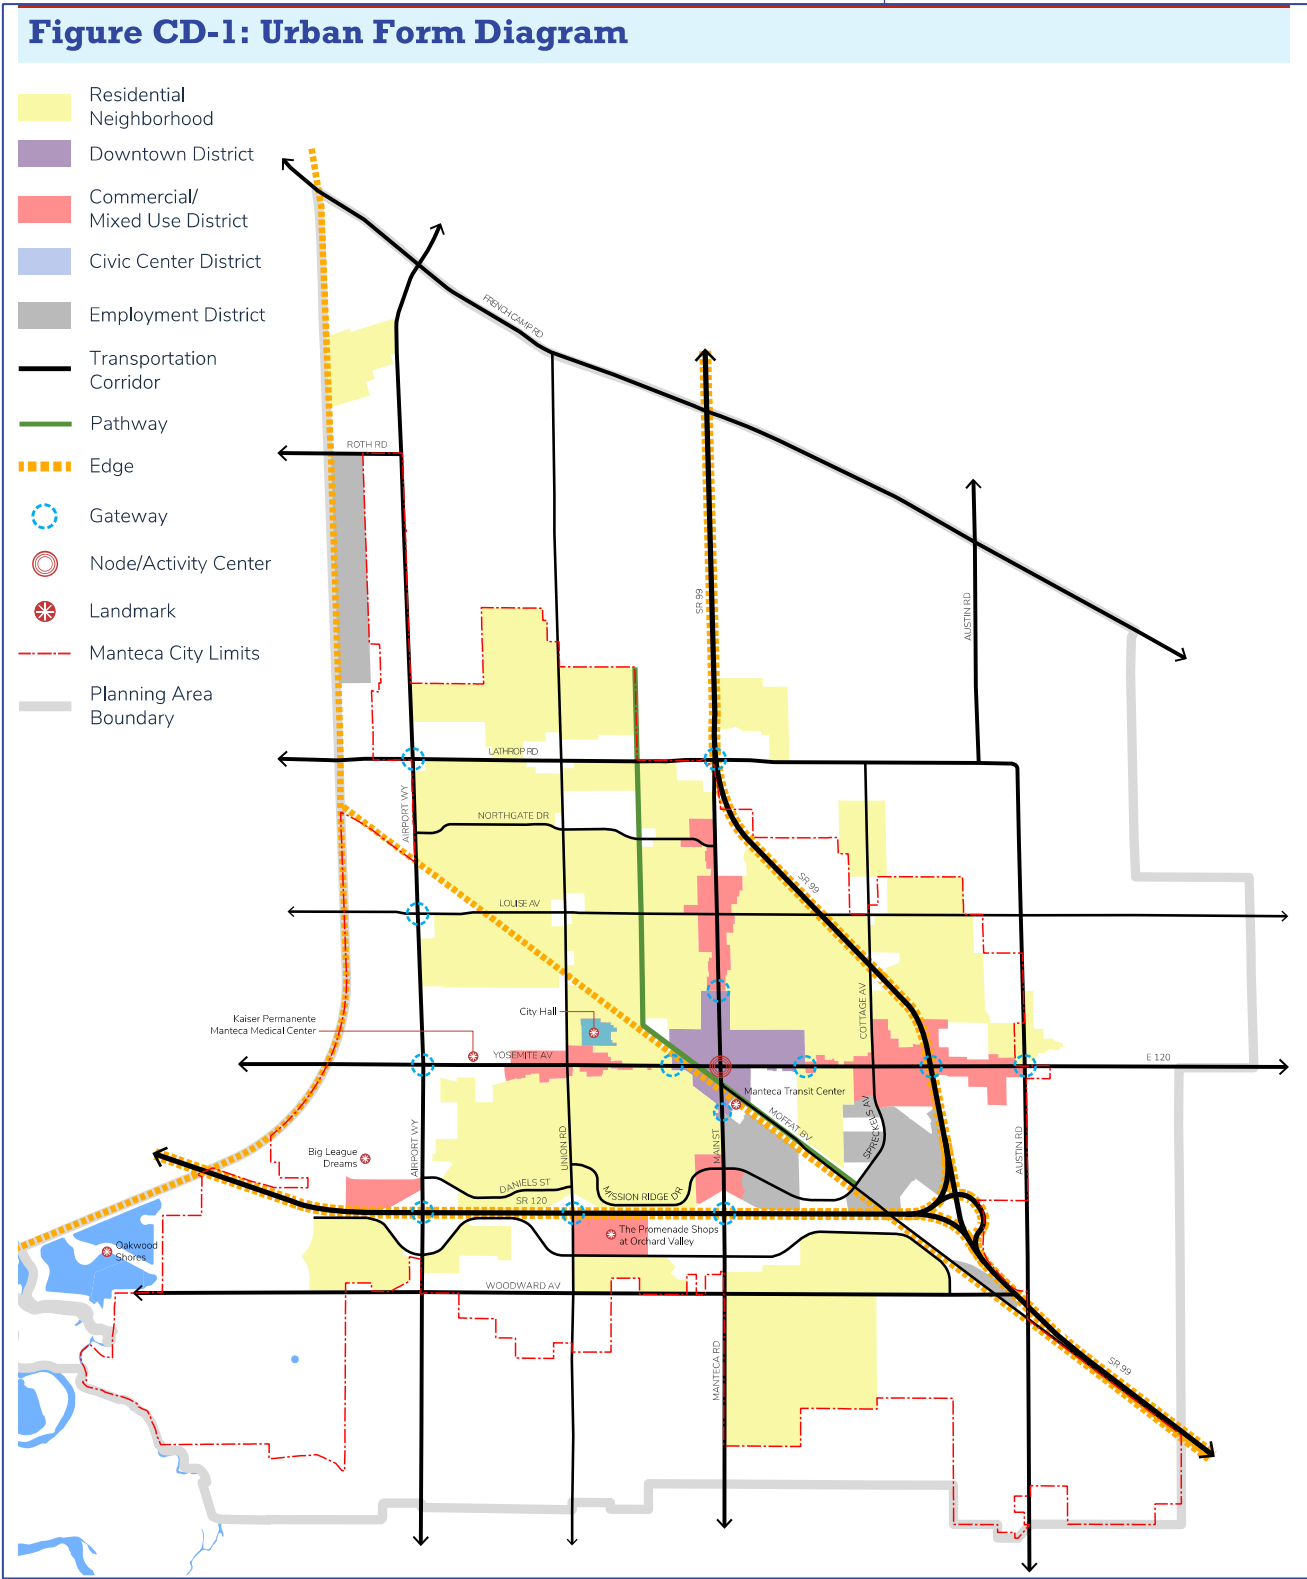 Figure CD-1: Urban Form Diagram
Residential
Neighborhood
Downtown District
Commercial/
Mixed Use District
Civic Center District
Employment District
Transportation
Corridor
Pathway
Edge
Gateway
Node/Activity Center
Landmark
Manteca City Limits
Planning Area
Boundary
FRENCH CAMP RD
ROTH RD
SR 99
AUSTIN RD
LATHROP RD
AIRPORT WY
NORTHGATE DR
SR 99
LOUISE AV
COTTAGE AV
Kaiser Permanente
Manteca Medical Center
City Hall
YOSEMITE AV
E 120
Manteca Transit Center
MOFFAT BV
SPRECKELS AV
AIRPORT WY
UNION RD
MAIN ST
AUSTIN RD
Big League
Dreams
DANIELS ST
MISSION RIDGE DR
SR 120
The Promenade Shops
at Orchard Valley
Oakwood
Shores
WOODWARD AV
MANTECA RD
SR 99